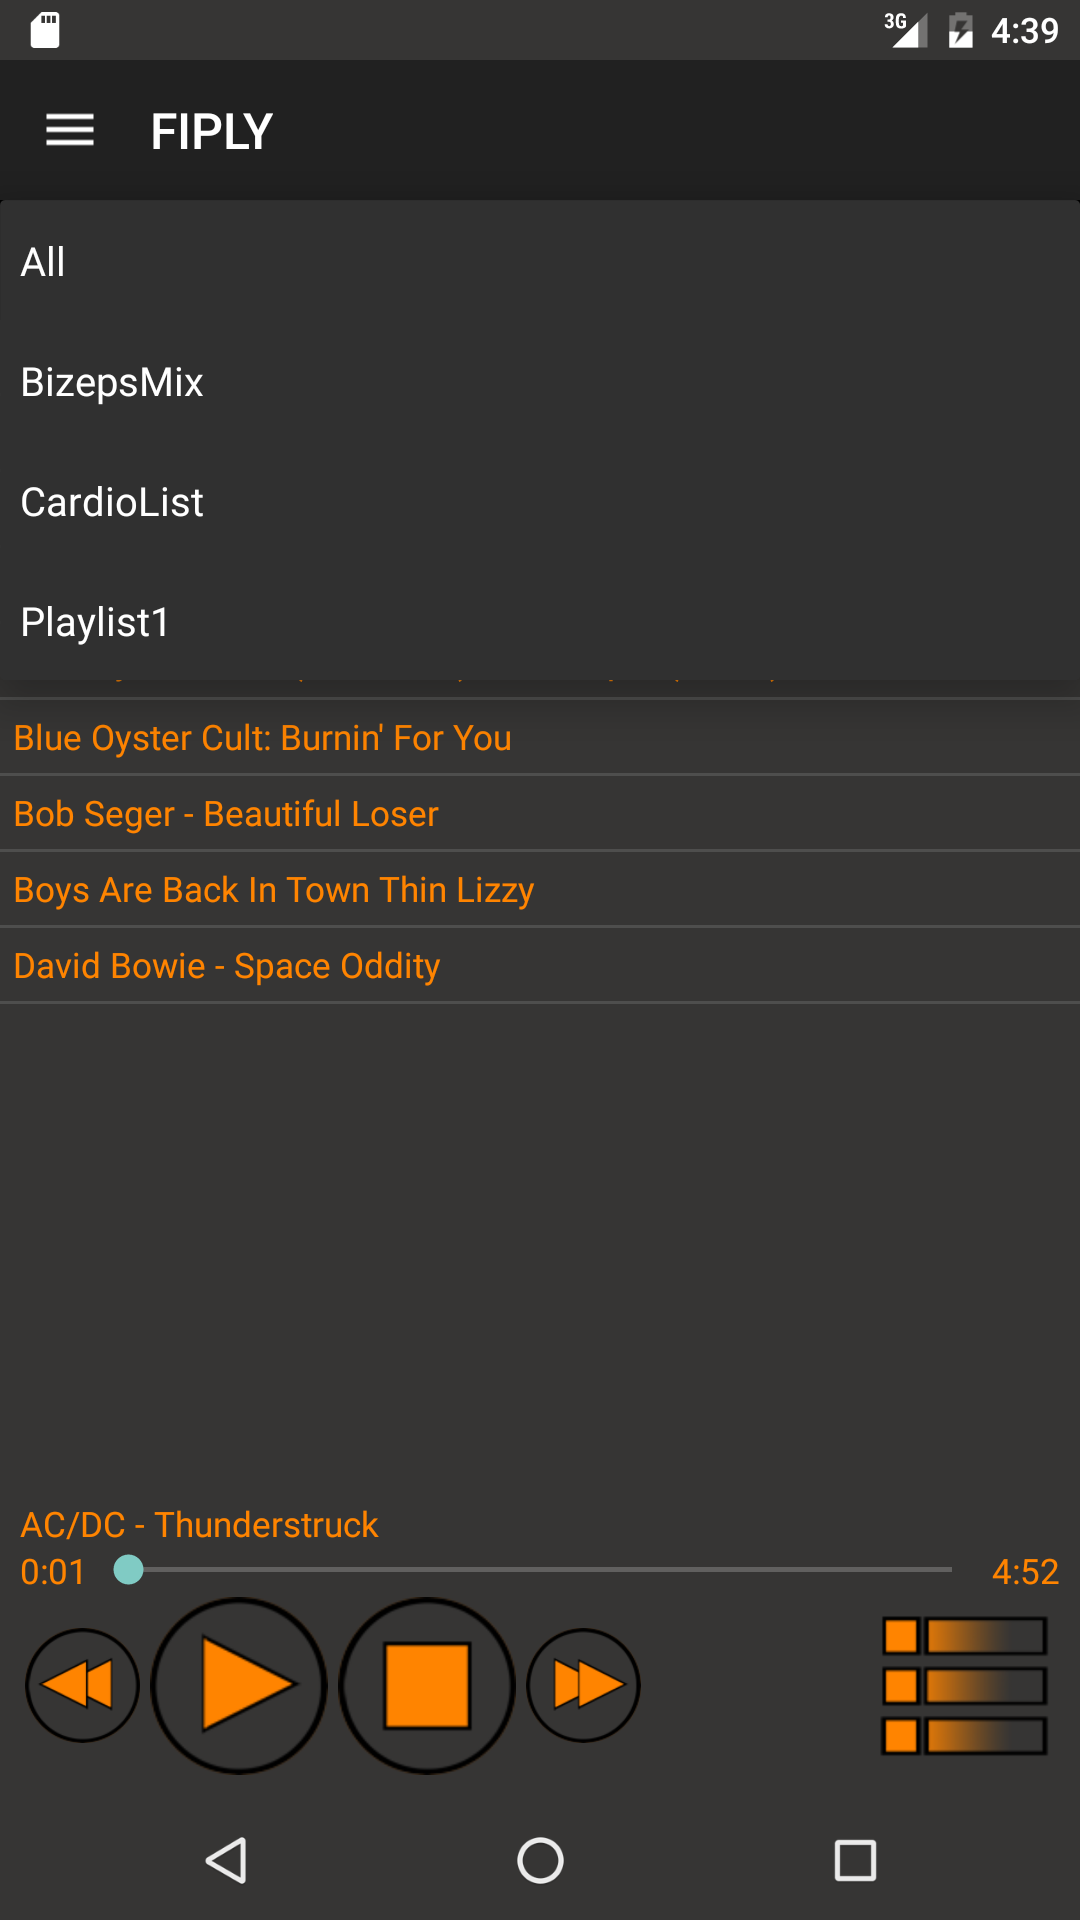 3G 4:39
FIPLY
All
BizepsMix
CardioList
Playlist1
Blue Oyster Cult: Burnin' For You
Bob Seger - Beautiful Loser
Boys Are Back In Town Thin Lizzy
David Bowie - Space Oddity
AC/DC - Thunderstruck
0:01 4:52